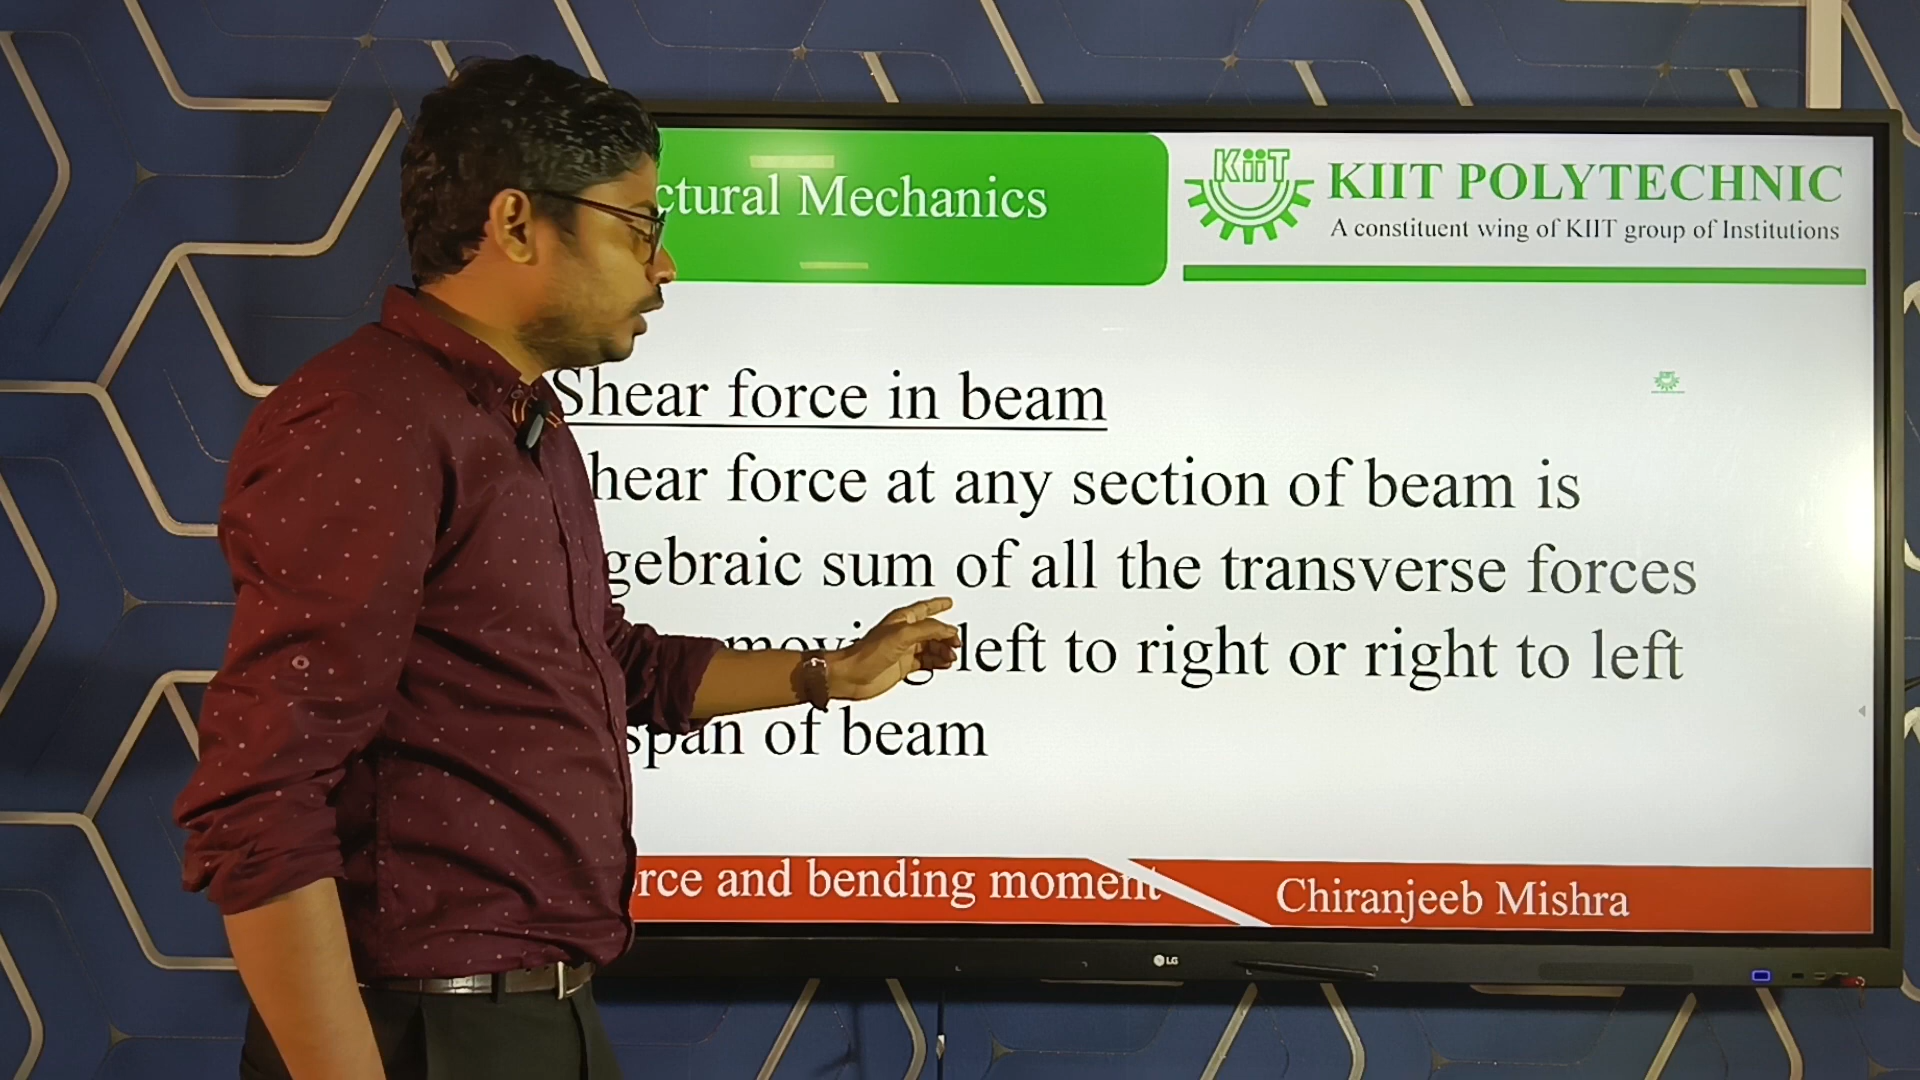 ctural Mechanics
KiiT
KIIT POLYTECHNIC
A constituent wing of KIIT group of Institutions
Shear force in beam
hear force at any section of beam is
gebraic sum of all the transverse forces
moving left to right or right to left
span of beam
rce and bending moment
Chiranjeeb Mishra
LG